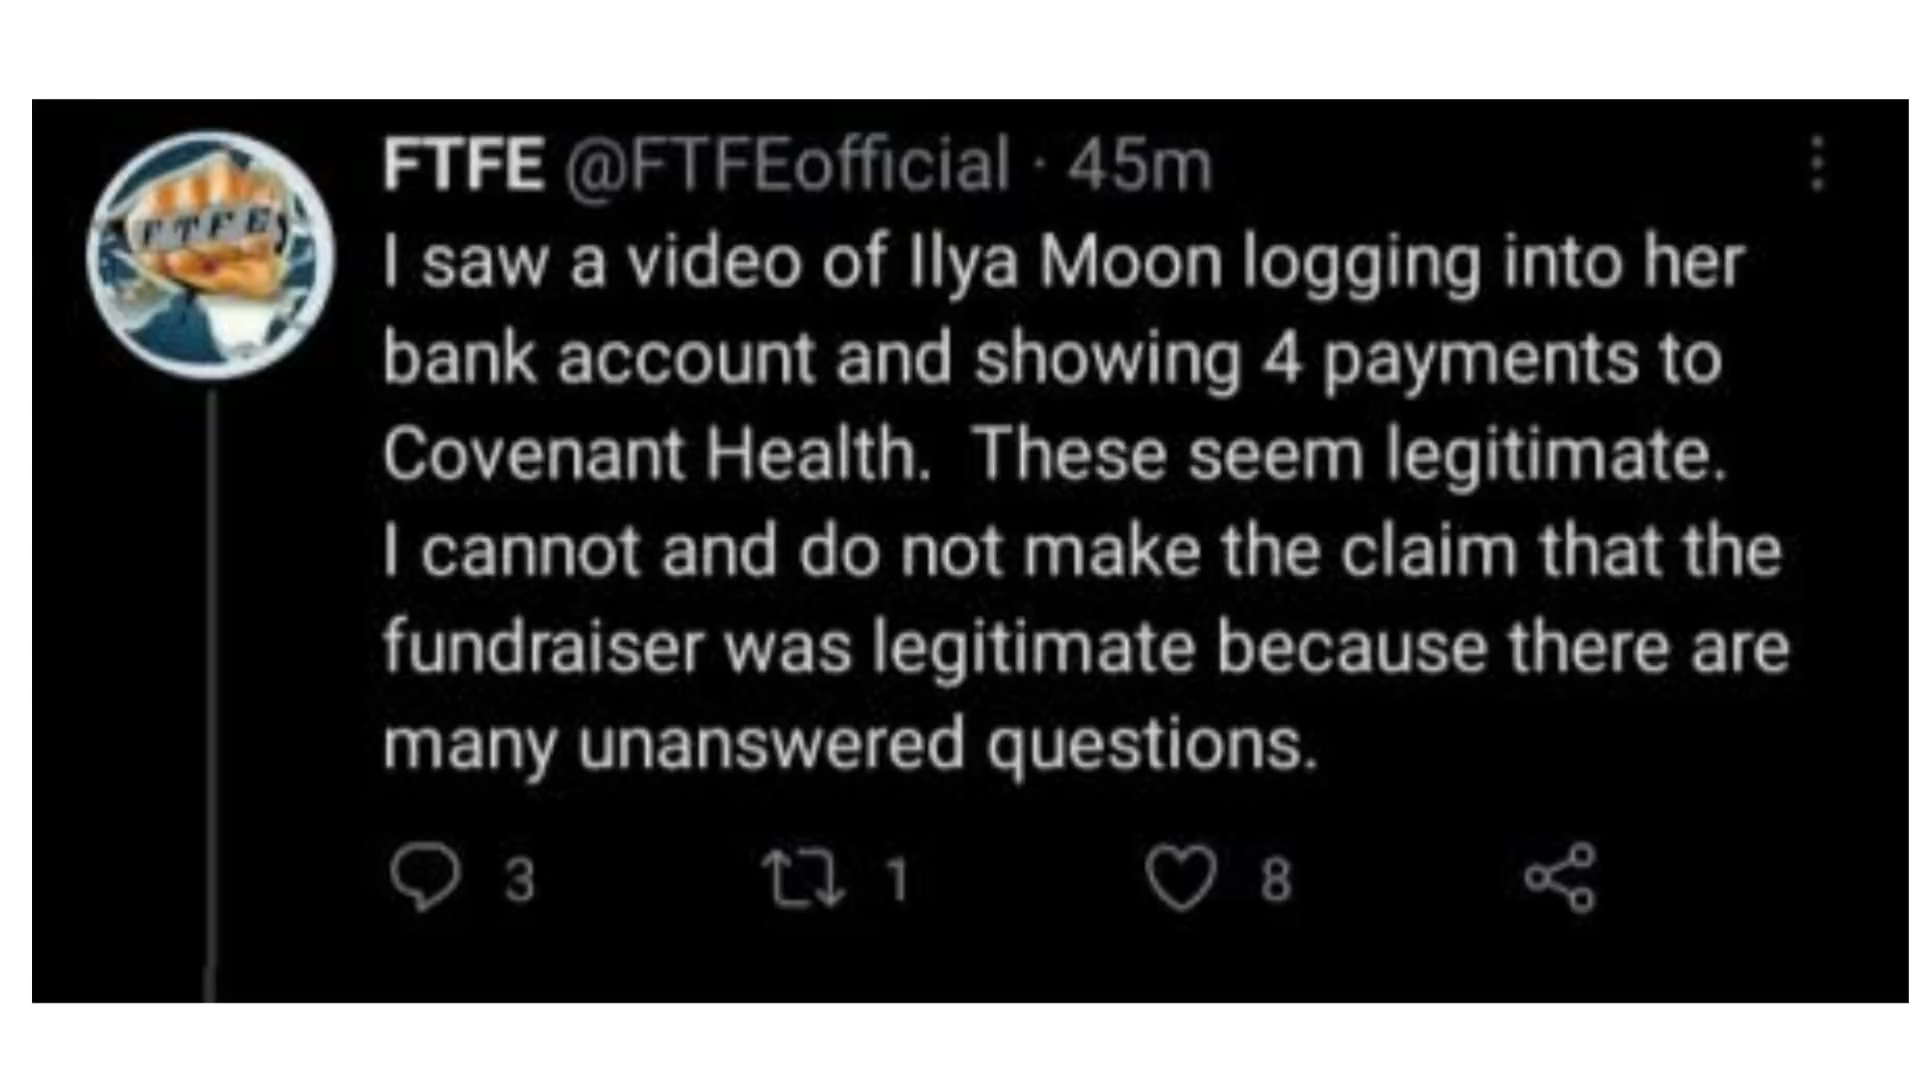 FTFE @FTFEofficial · 45m
I saw a video of Ilya Moon logging into her
bank account and showing 4 payments to
Covenant Health.  These seem legitimate.
I cannot and do not make the claim that the
fundraiser was legitimate because there are
many unanswered questions.
3 1 8
FTFE